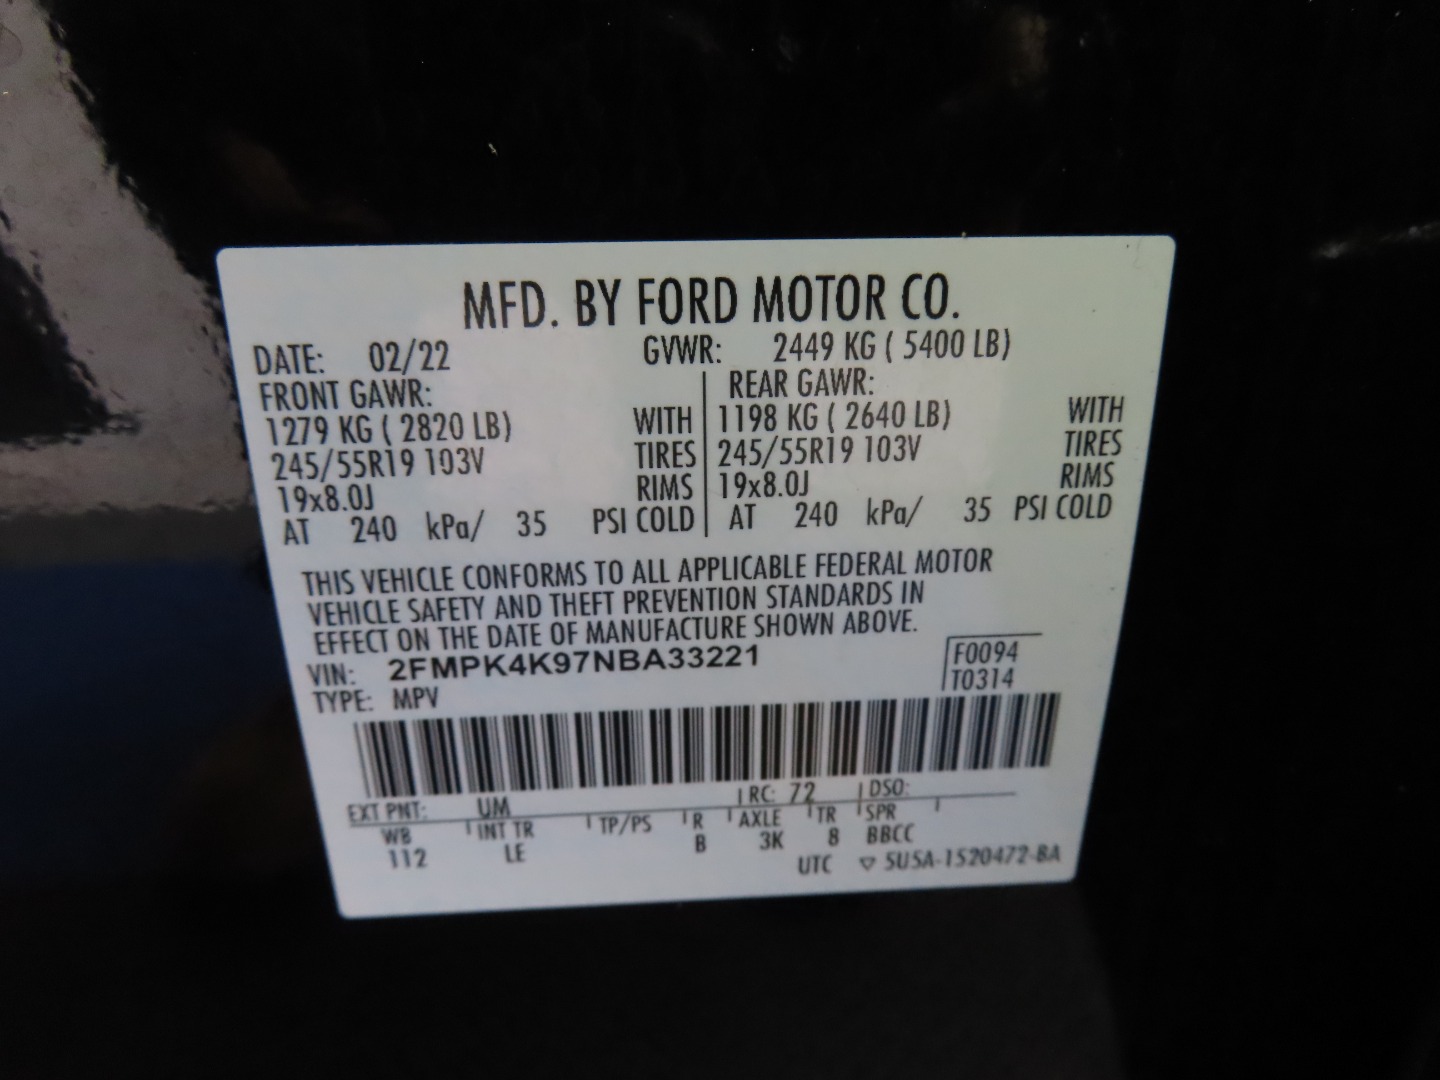 MFD. BY FORD MOTOR CO.
DATE: 02/22 GVWR: 2449 KG ( 5400 LB)
FRONT GAWR: REAR GAWR:
1279 KG ( 2820 LB) WITH 1198 KG ( 2640 LB) WITH
245/55R19 103V TIRES 245/55R19 103V TIRES
19x8.0J RIMS 19x8.0J RIMS
AT 240 kPa/ 35 PSI COLD AT 240 kPa/ 35 PSI COLD
THIS VEHICLE CONFORMS TO ALL APPLICABLE FEDERAL MOTOR
VEHICLE SAFETY AND THEFT PREVENTION STANDARDS IN
EFFECT ON THE DATE OF MANUFACTURE SHOWN ABOVE.
VIN: 2FMPK4K97NBA33221 F0094
TYPE: MPV T0314
EXT PNT: UM RC: 72 DSO:
WB INT TR TP/PS R AXLE TR SPR
112 LE B 3K 8 BBCC
UTC ▽ 5U5A-1520472-BA